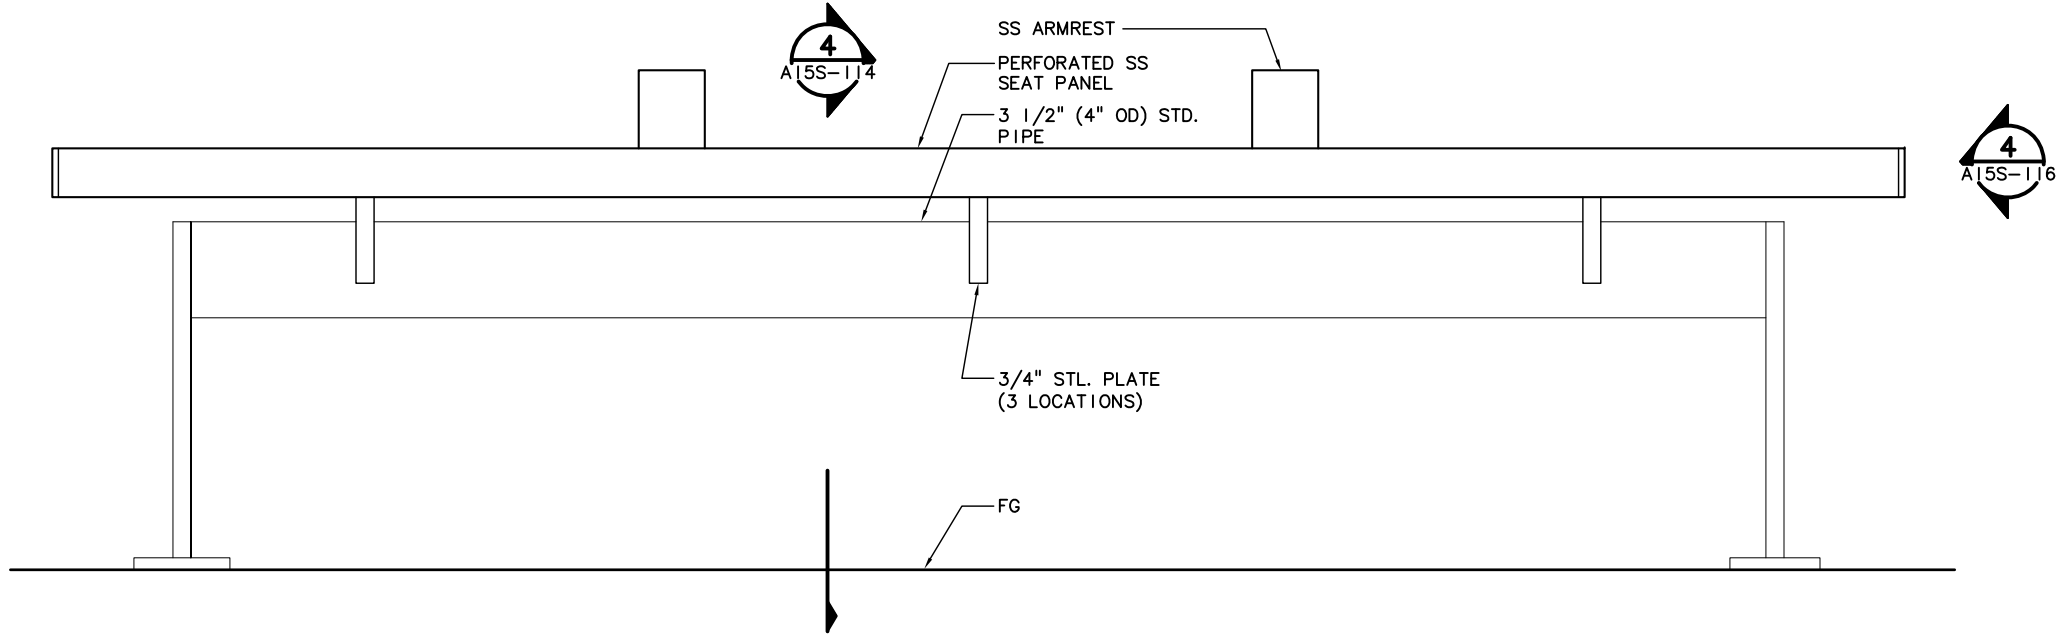 4
A15S-114
SS ARMREST
PERFORATED SS
SEAT PANEL
3 1/2" (4" OD) STD.
PIPE
4
A15S-116
3/4" STL. PLATE
(3 LOCATIONS)
FG